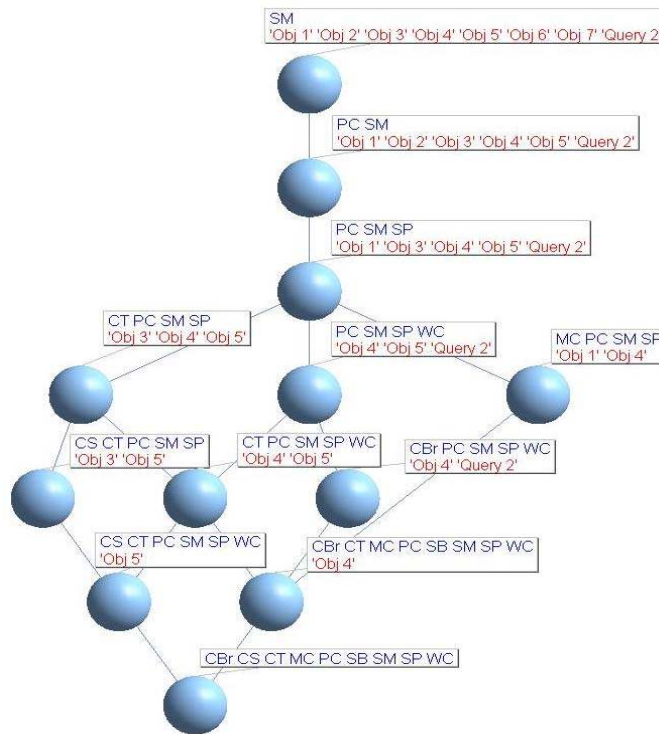 SM
'Obj 1' 'Obj 2' 'Obj 3' 'Obj 4' 'Obj 5' 'Obj 6' 'Obj 7' 'Query 2'
PC SM
'Obj 1' 'Obj 2' 'Obj 3' 'Obj 4' 'Obj 5' 'Query 2'
PC SM SP
'Obj 1' 'Obj 3' 'Obj 4' 'Obj 5' 'Query 2'
CT PC SM SP
'Obj 3' 'Obj 4' 'Obj 5'
PC SM SP WC
'Obj 4' 'Obj 5' 'Query 2'
MC PC SM SP
'Obj 1' 'Obj 4'
CS CT PC SM SP
'Obj 3' 'Obj 5'
CT PC SM SP WC
'Obj 4' 'Obj 5'
CBr PC SM SP WC
'Obj 4' 'Query 2'
CS CT PC SM SP WC
'Obj 5'
CBr CT MC PC SB SM SP WC
'Obj 4'
CBr CS CT MC PC SB SM SP WC